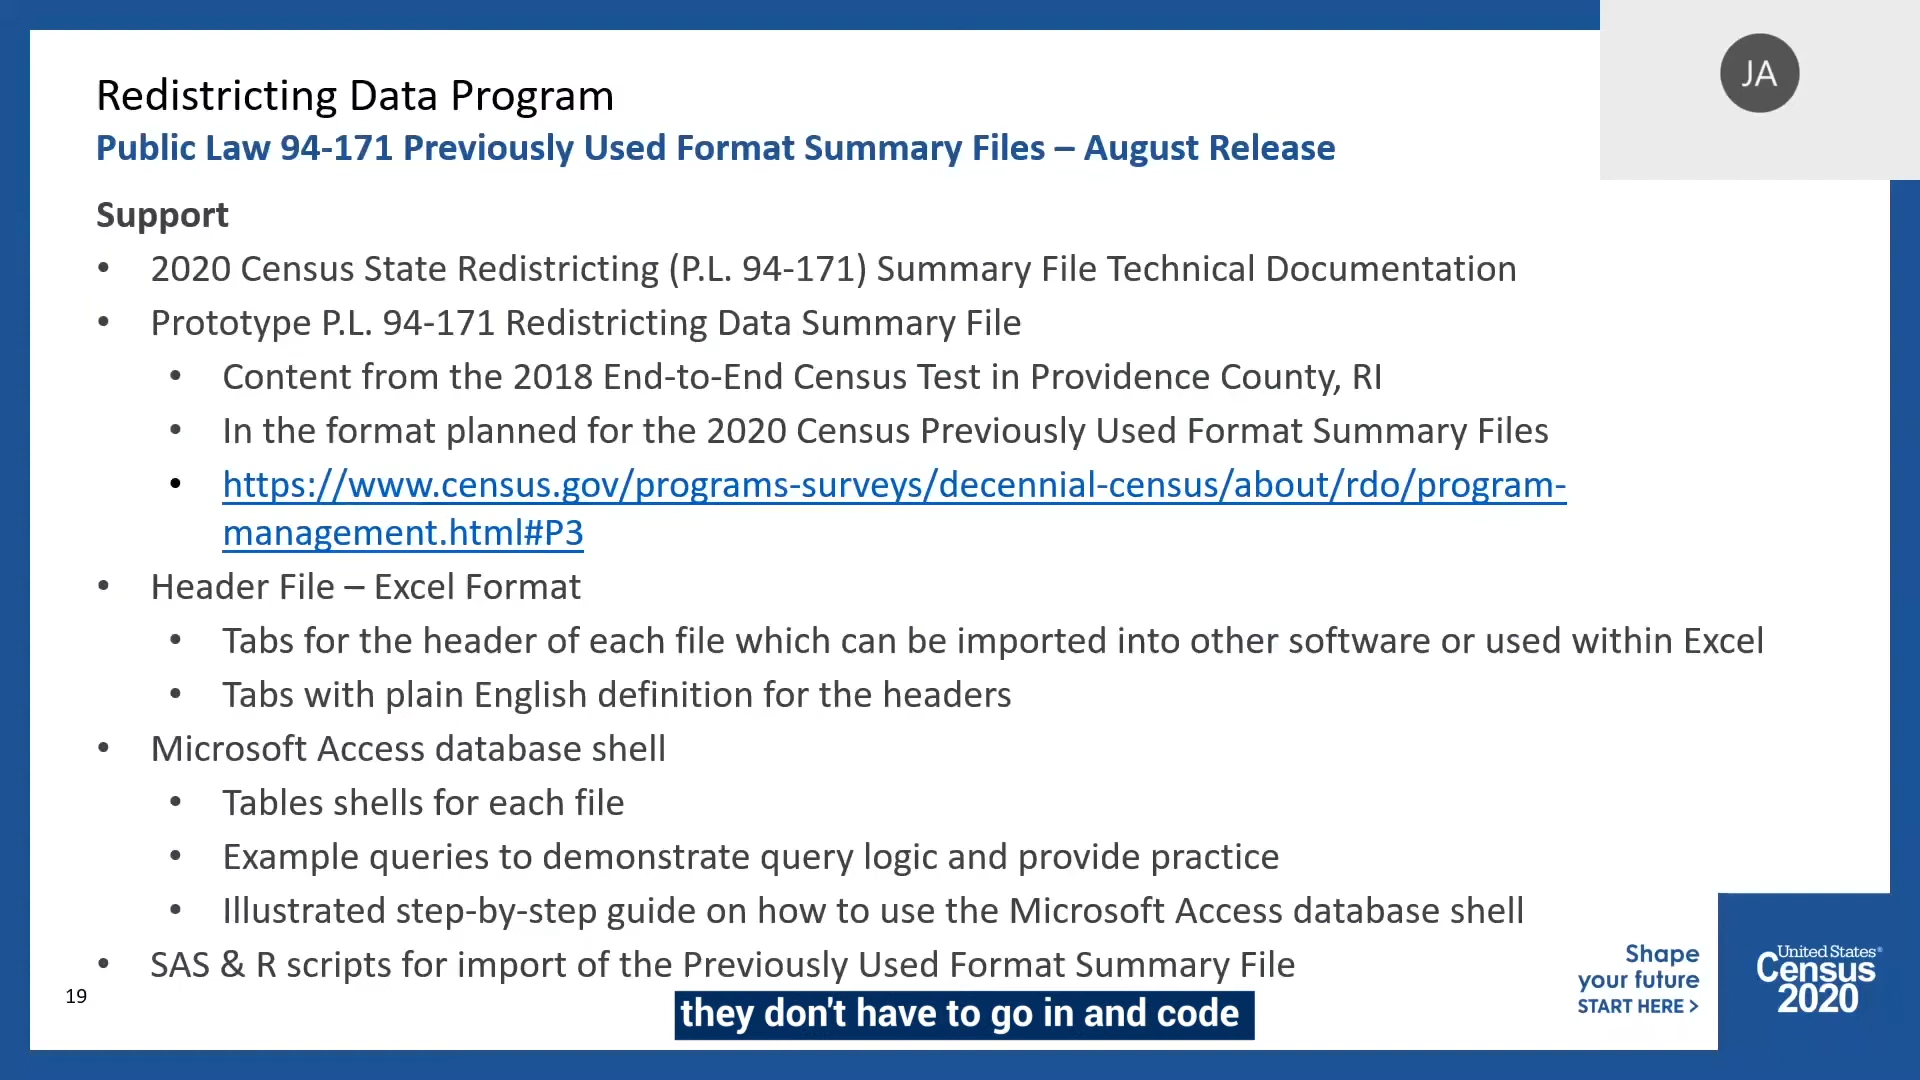 JA
Redistricting Data Program
Public Law 94-171 Previously Used Format Summary Files – August Release
Support
• 2020 Census State Redistricting (P.L. 94-171) Summary File Technical Documentation
• Prototype P.L. 94-171 Redistricting Data Summary File
• Content from the 2018 End-to-End Census Test in Providence County, RI
• In the format planned for the 2020 Census Previously Used Format Summary Files
• https://www.census.gov/programs-surveys/decennial-census/about/rdo/program-
management.html#P3
• Header File – Excel Format
• Tabs for the header of each file which can be imported into other software or used within Excel
• Tabs with plain English definition for the headers
• Microsoft Access database shell
• Tables shells for each file
• Example queries to demonstrate query logic and provide practice
• Illustrated step-by-step guide on how to use the Microsoft Access database shell
• SAS & R scripts for import of the Previously Used Format Summary File
19
they don't have to go in and code
Shape
your future
START HERE >
United States®
Census
2020